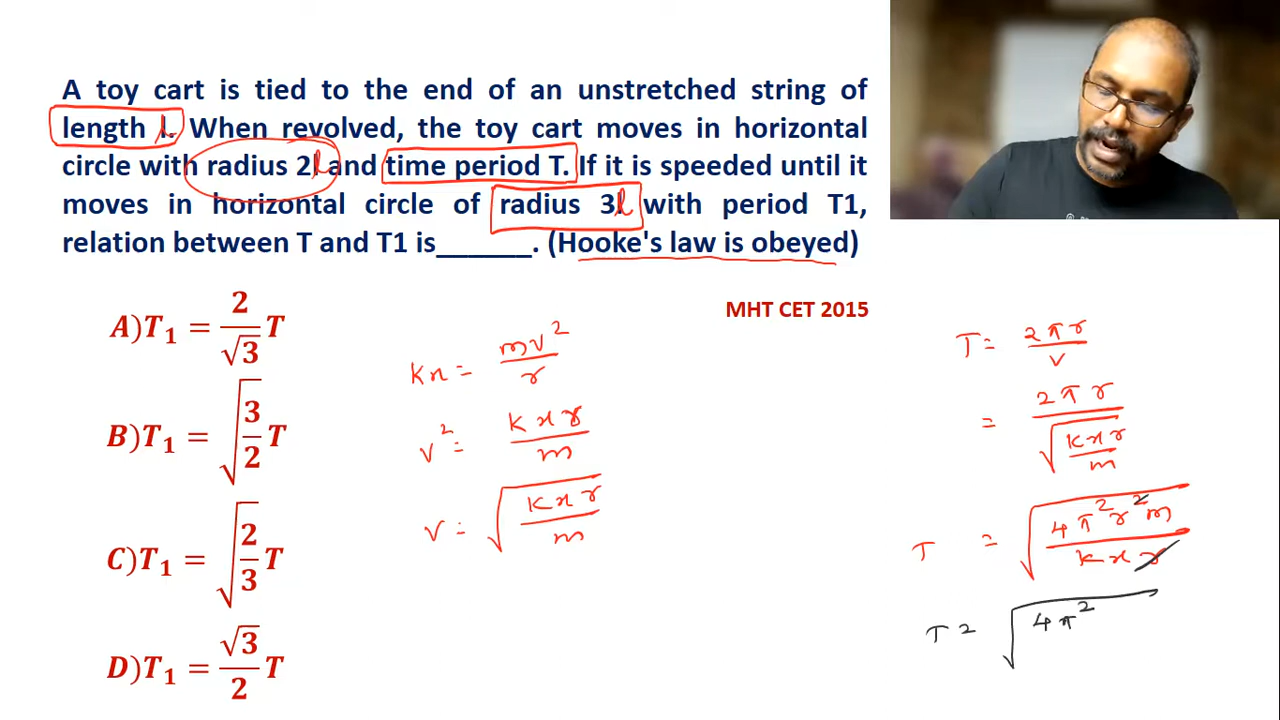 A toy cart is tied to the end of an unstretched string of
length l. When revolved, the toy cart moves in horizontal
circle with radius 2l and time period T. If it is speeded until it
moves in horizontal circle of radius 3l with period T1,
relation between T and T1 is______. (Hooke's law is obeyed)
MHT CET 2015
A)T₁ = 2/√3 T
B)T₁ = √(3/2) T
C)T₁ = √(2/3) T
D)T₁ = √3/2 T
kx = mv²/r
v² = kxr/m
v = √(kxr/m)
T = 2πr/v
= 2πr/√(kxr/m)
T = √(4π²r²m/kxr)
T = √(4π²